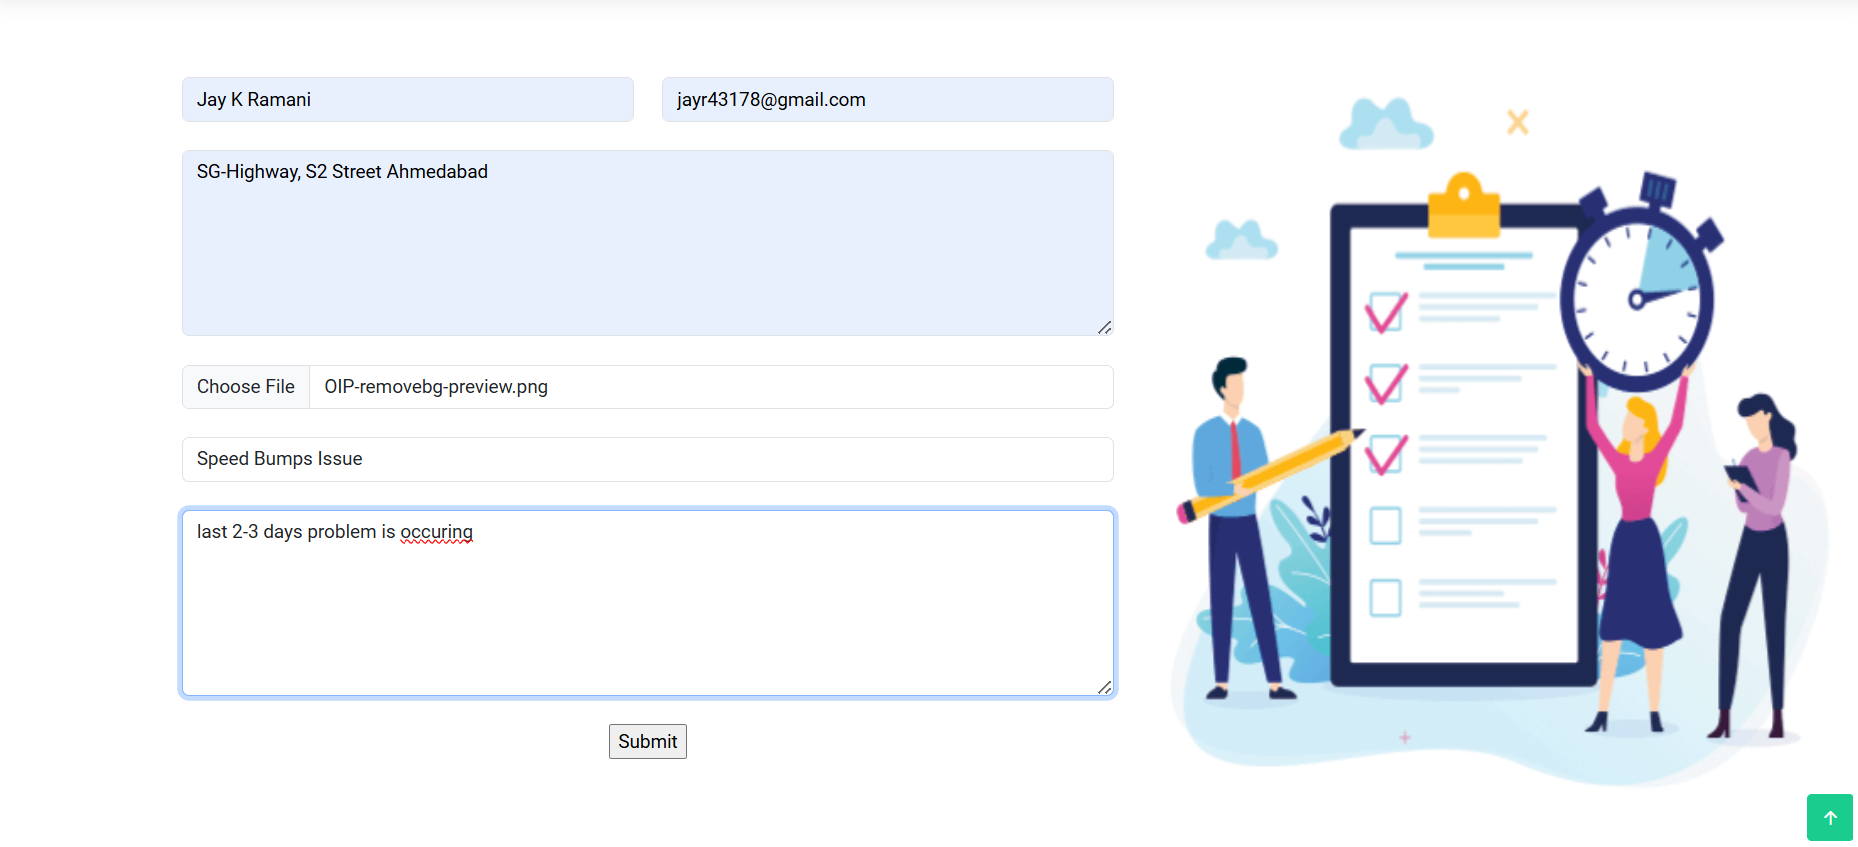 Jay K Ramani
jayr43178@gmail.com
SG-Highway, S2 Street Ahmedabad
Choose File OIP-removebg-preview.png
Speed Bumps Issue
last 2-3 days problem is occuring
Submit